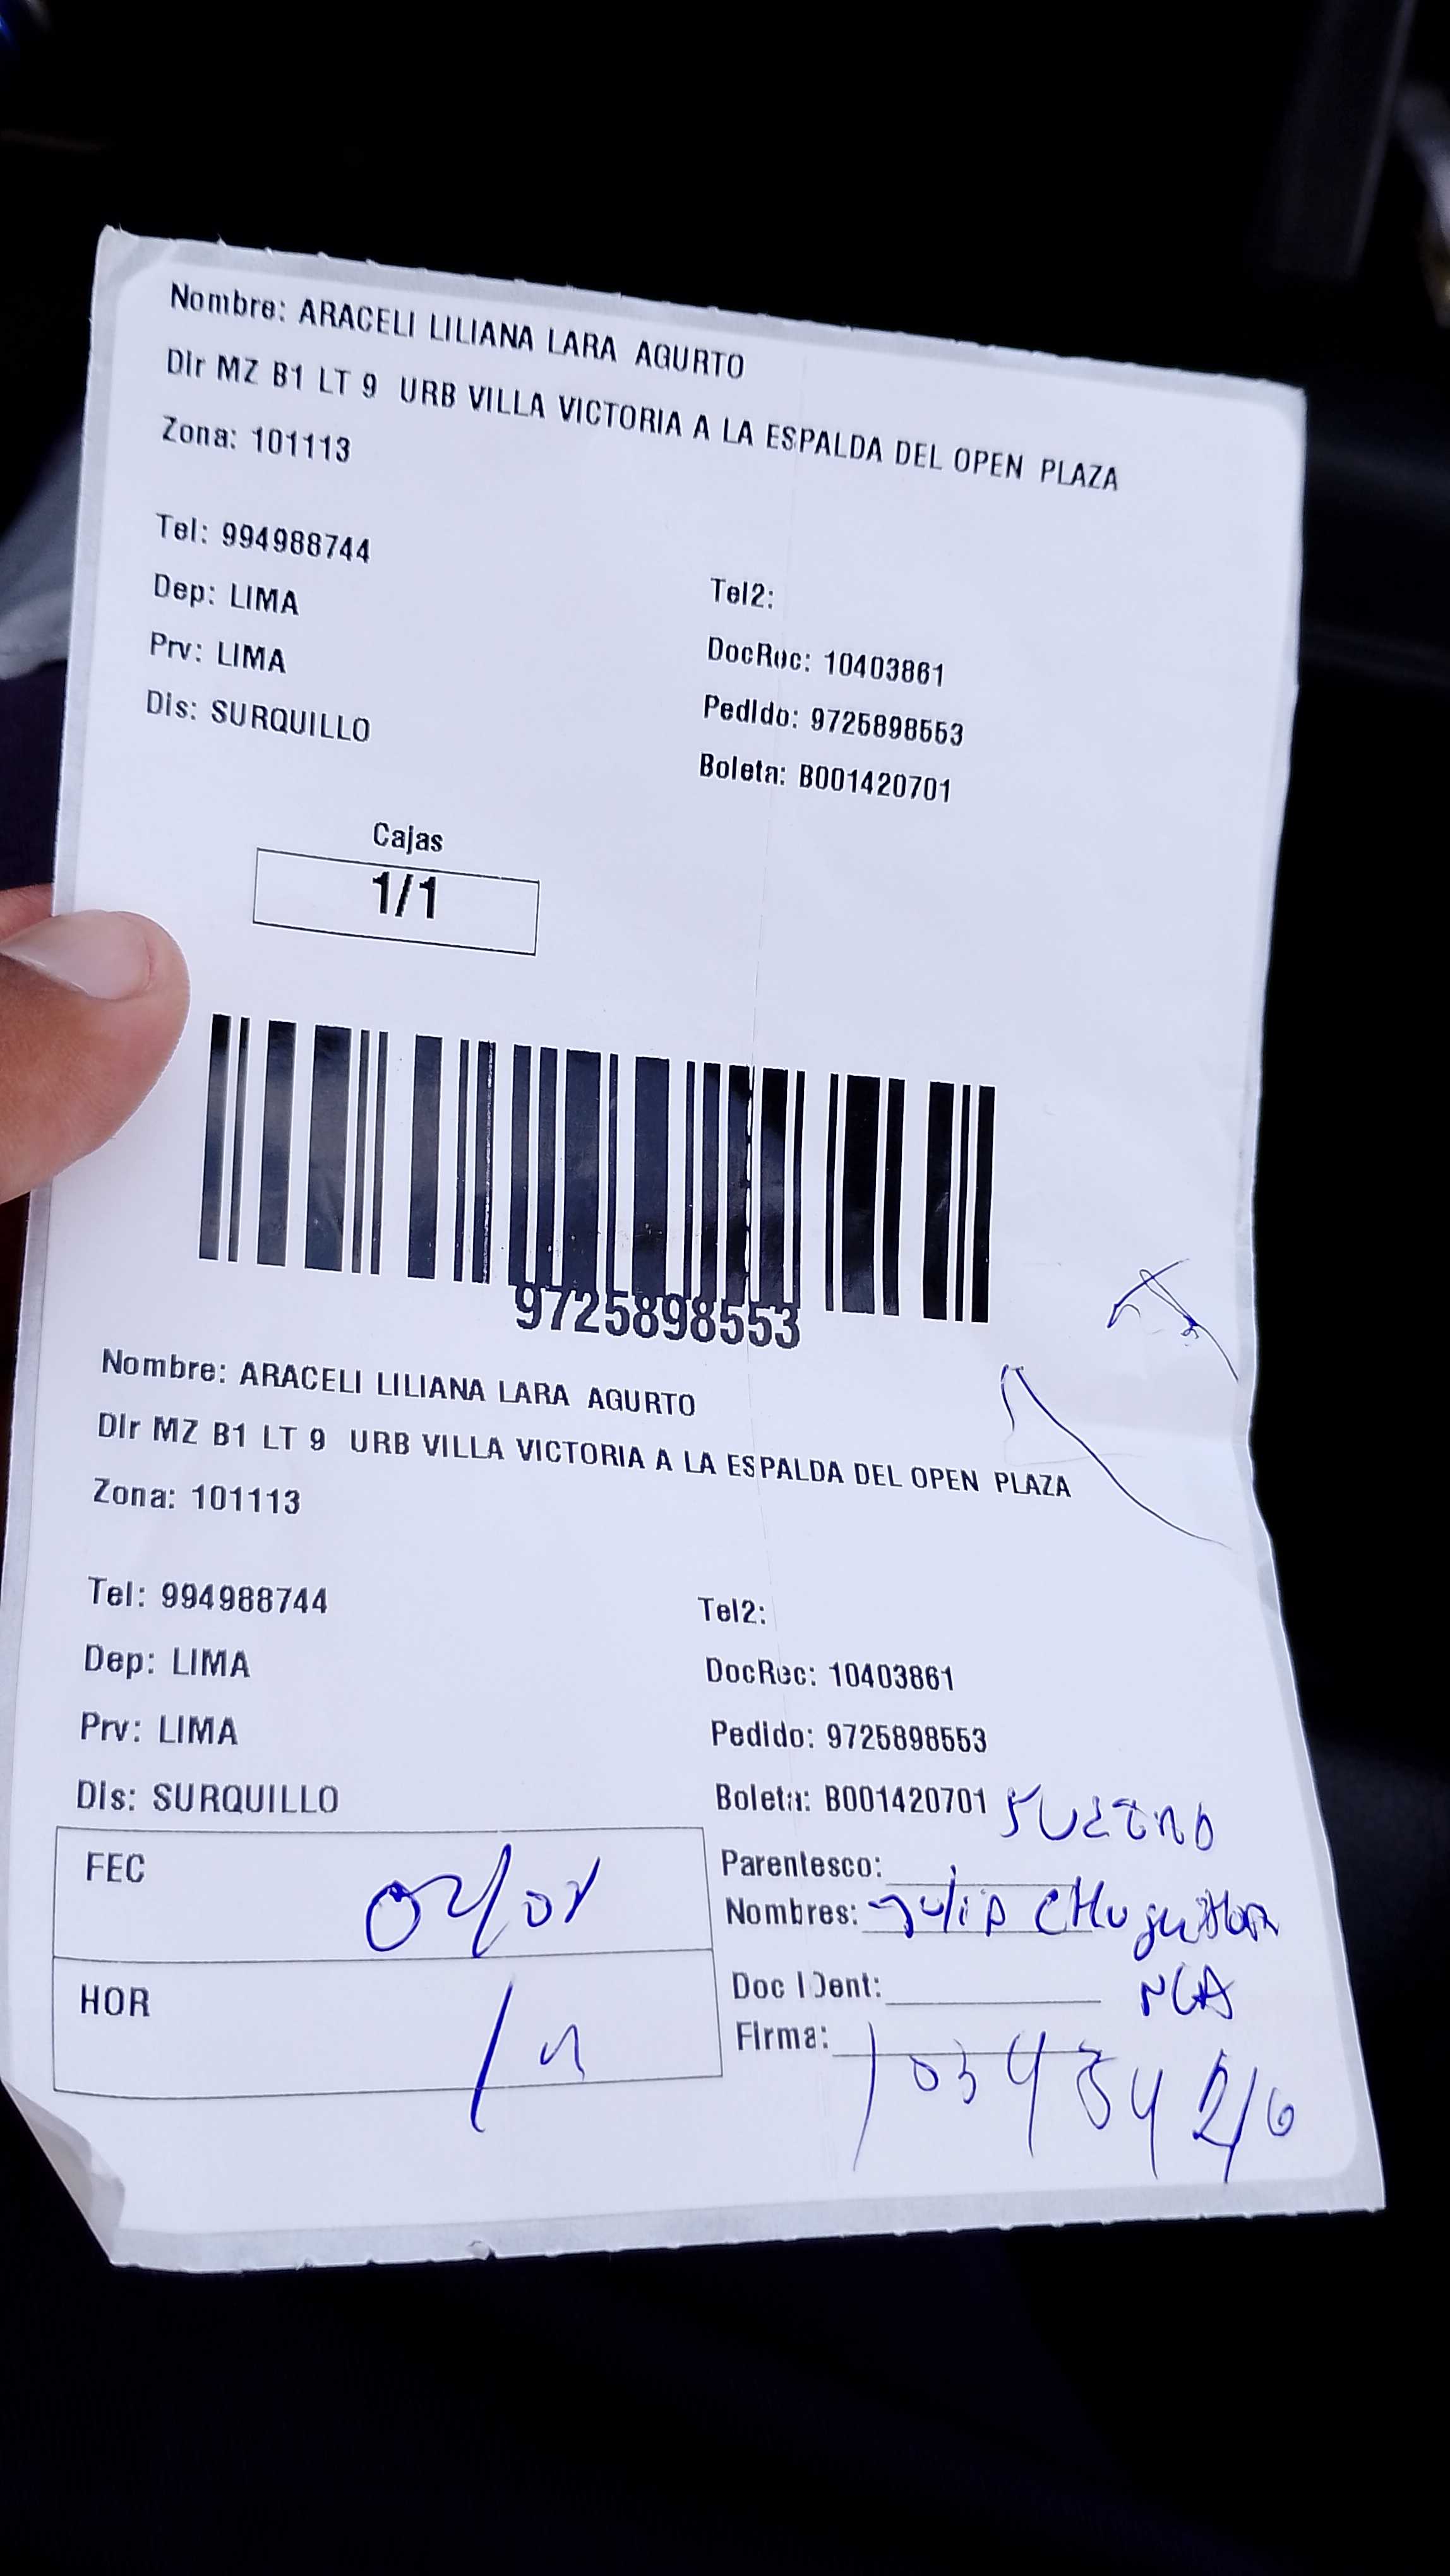 Nombre: ARACELI LILIANA LARA AGURTO
Dir MZ B1 LT 9 URB VILLA VICTORIA A LA ESPALDA DEL OPEN PLAZA
Zona: 101113
Tel: 994988744
Tel2:
Dep: LIMA
DocRec: 10403861
Prv: LIMA
Pedido: 9725898553
Dis: SURQUILLO
Boleta: B001420701
Cajas
1/1
9725898553
Nombre: ARACELI LILIANA LARA AGURTO
Dir MZ B1 LT 9 URB VILLA VICTORIA A LA ESPALDA DEL OPEN PLAZA
Zona: 101113
Tel: 994988744
Tel2:
Dep: LIMA
DocRec: 10403861
Prv: LIMA
Pedido: 9725898553
Dis: SURQUILLO
Boleta: B001420701
FEC
Parentesco:
Nombres: Julia
HOR
Doc IDent:
Firma: